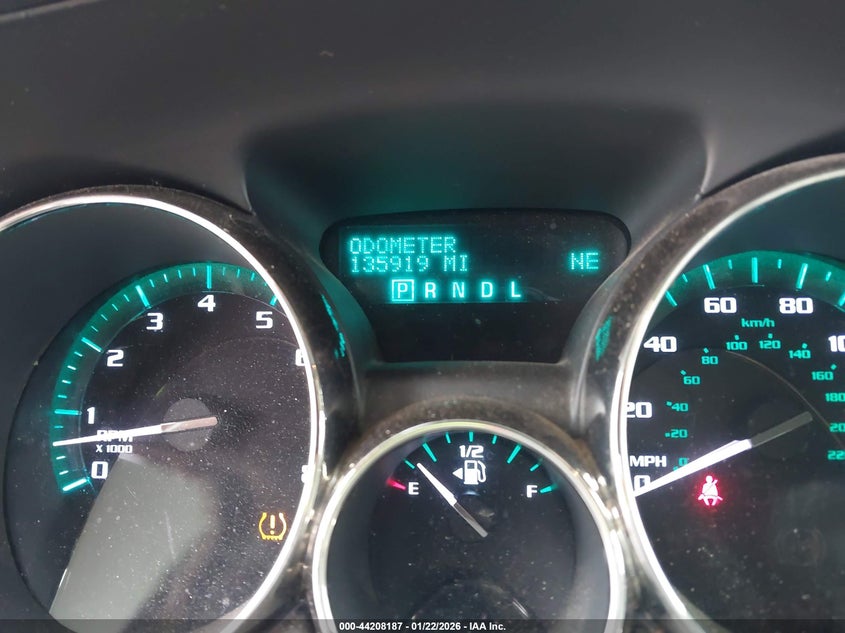 ODOMETER
135919 MI NE
P R N D L
0 1 2 3 4 5
RPM
X 1000
1/2
E F
20 40 60 80
km/h
20 40 60 80 100 120 140 160 180
MPH
0
000-44208187 - 01/22/2026 - IAA Inc.